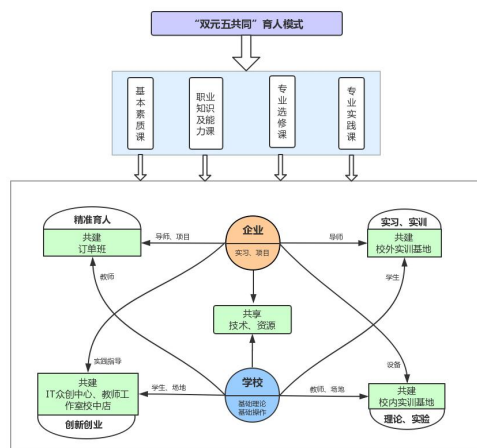 “双元五共同”育人模式
基本素质课
职业知识及能力课
专业选修课
专业实践课
精准育人
共建
订单班
导师、项目
企业
实习、项目
导师
实习、实训
共建
校外实训基地
教师
学生
共享
技术、资源
实践指导
设备
共建
IT众创中心、教师工
作室校中店
创新创业
学生、场地
学校
基础理论
基础操作
教师、场地
共建
校内实训基地
理论、实验